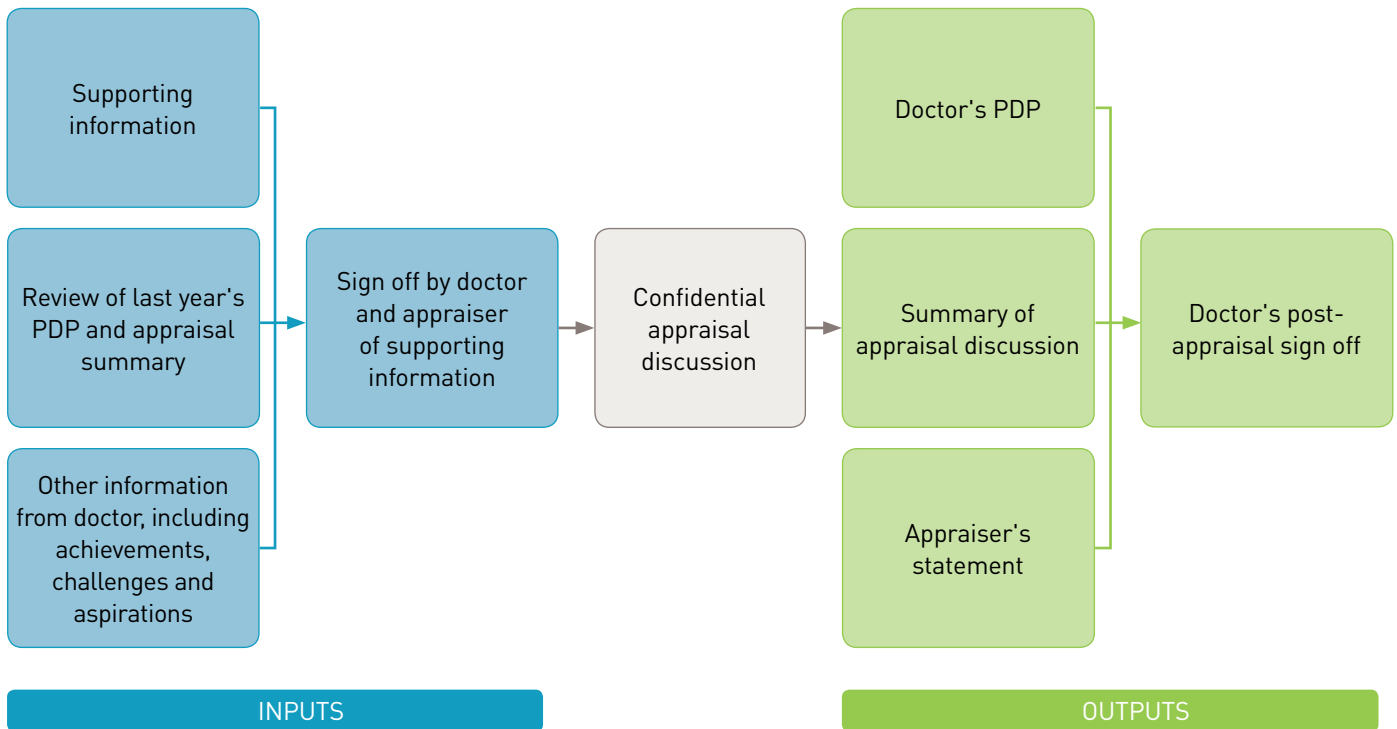 Supporting
information
Review of last year's
PDP and appraisal
summary
Other information
from doctor, including
achievements,
challenges and
aspirations
Sign off by doctor
and appraiser
of supporting
information
Confidential
appraisal
discussion
Doctor's PDP
Summary of
appraisal discussion
Appraiser's
statement
Doctor's post-
appraisal sign off
INPUTS
OUTPUTS